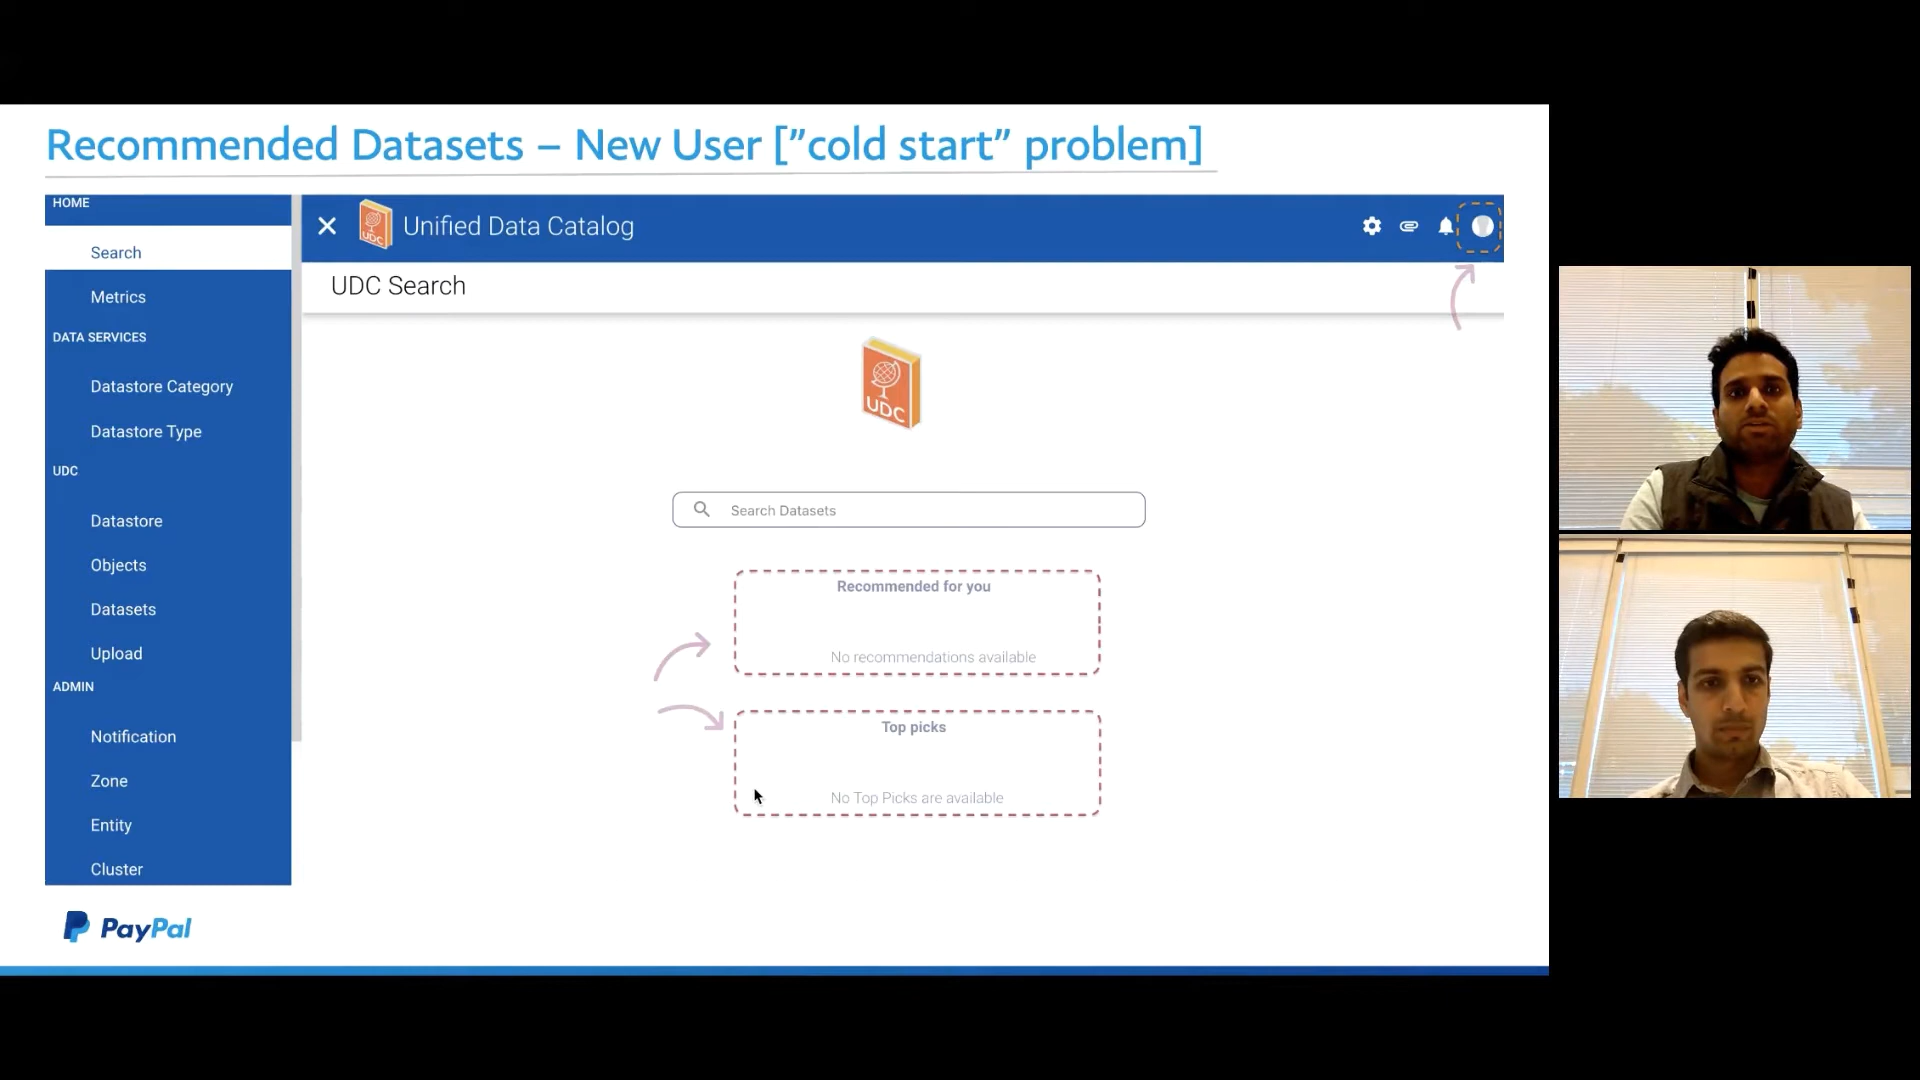 Recommended Datasets – New User ["cold start" problem]
HOME
Search
Metrics
DATA SERVICES
Datastore Category
Datastore Type
UDC
Datastore
Objects
Datasets
Upload
ADMIN
Notification
Zone
Entity
Cluster
UDC
Unified Data Catalog
UDC Search
UDC
Search Datasets
Recommended for you
No recommendations available
Top picks
No Top Picks are available
PayPal